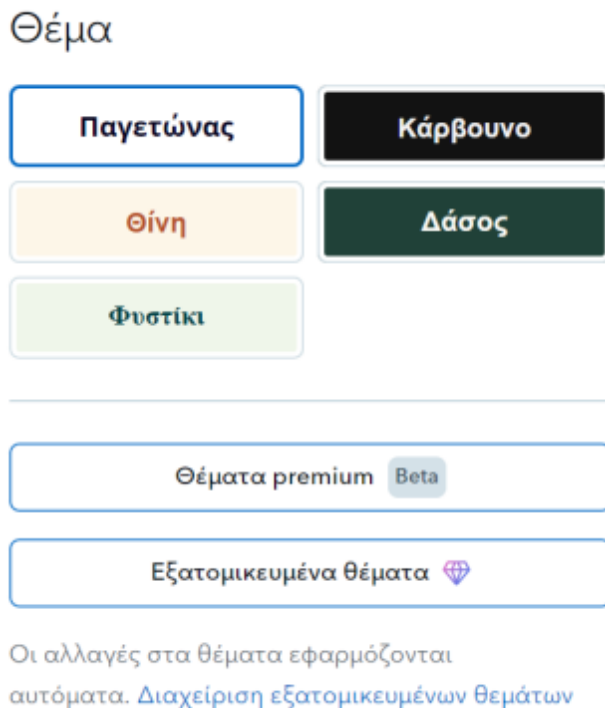 Θέμα
Παγετώνας
Κάρβουνο
Θίνη
Δάσος
Φυστίκι
Θέματα premium Beta
Εξατομικευμένα θέματα
Οι αλλαγές στα θέματα εφαρμόζονται
αυτόματα. Διαχείριση εξατομικευμένων θεμάτων